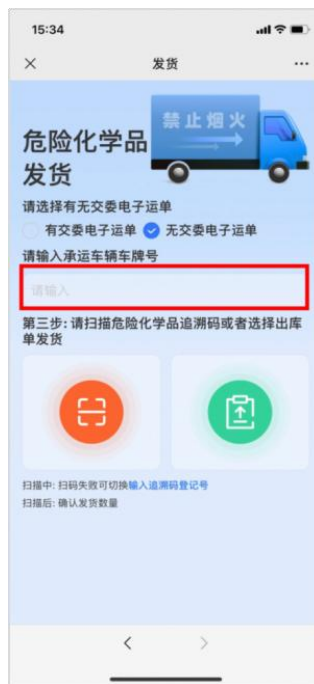 15:34
发货
禁止烟火
危险化学品
发货
请选择有无交委电子运单
有交委电子运单 无交委电子运单
请输入承运车辆车牌号
请输入
第三步: 请扫描危险化学品追溯码或者选择出库
单发货
扫描中: 扫码失败可切换输入追溯码登记号
扫描后: 确认发货数量